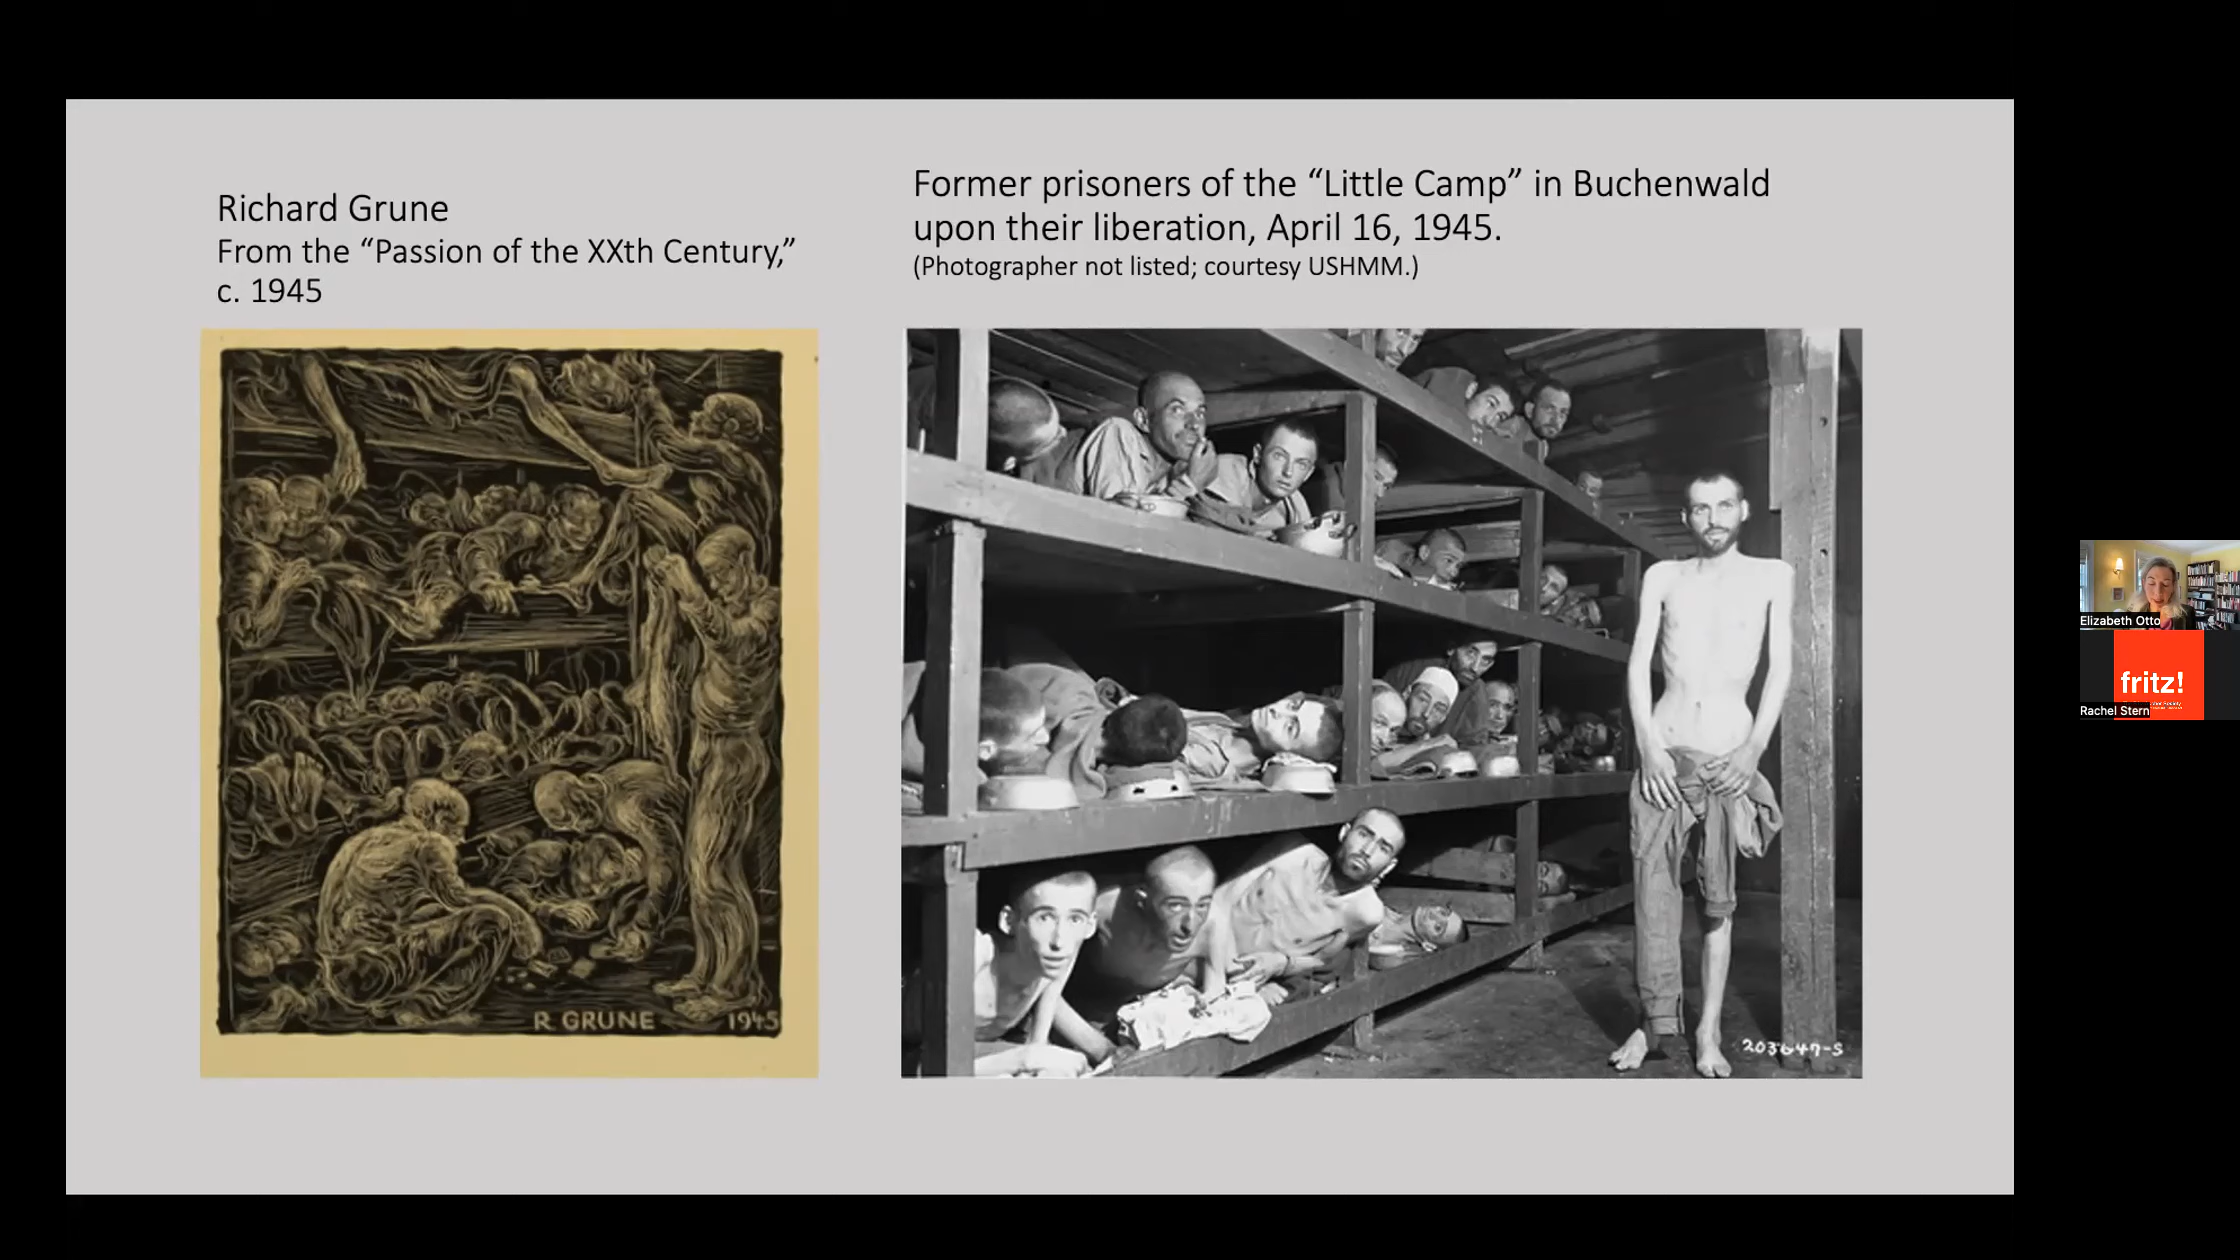 Richard Grune
From the “Passion of the XXth Century,”
c. 1945
Former prisoners of the “Little Camp” in Buchenwald
upon their liberation, April 16, 1945.
(Photographer not listed; courtesy USHMM.)
R GRUNE 1945
203647-S
Elizabeth Otto
fritz!
Rachel Stern